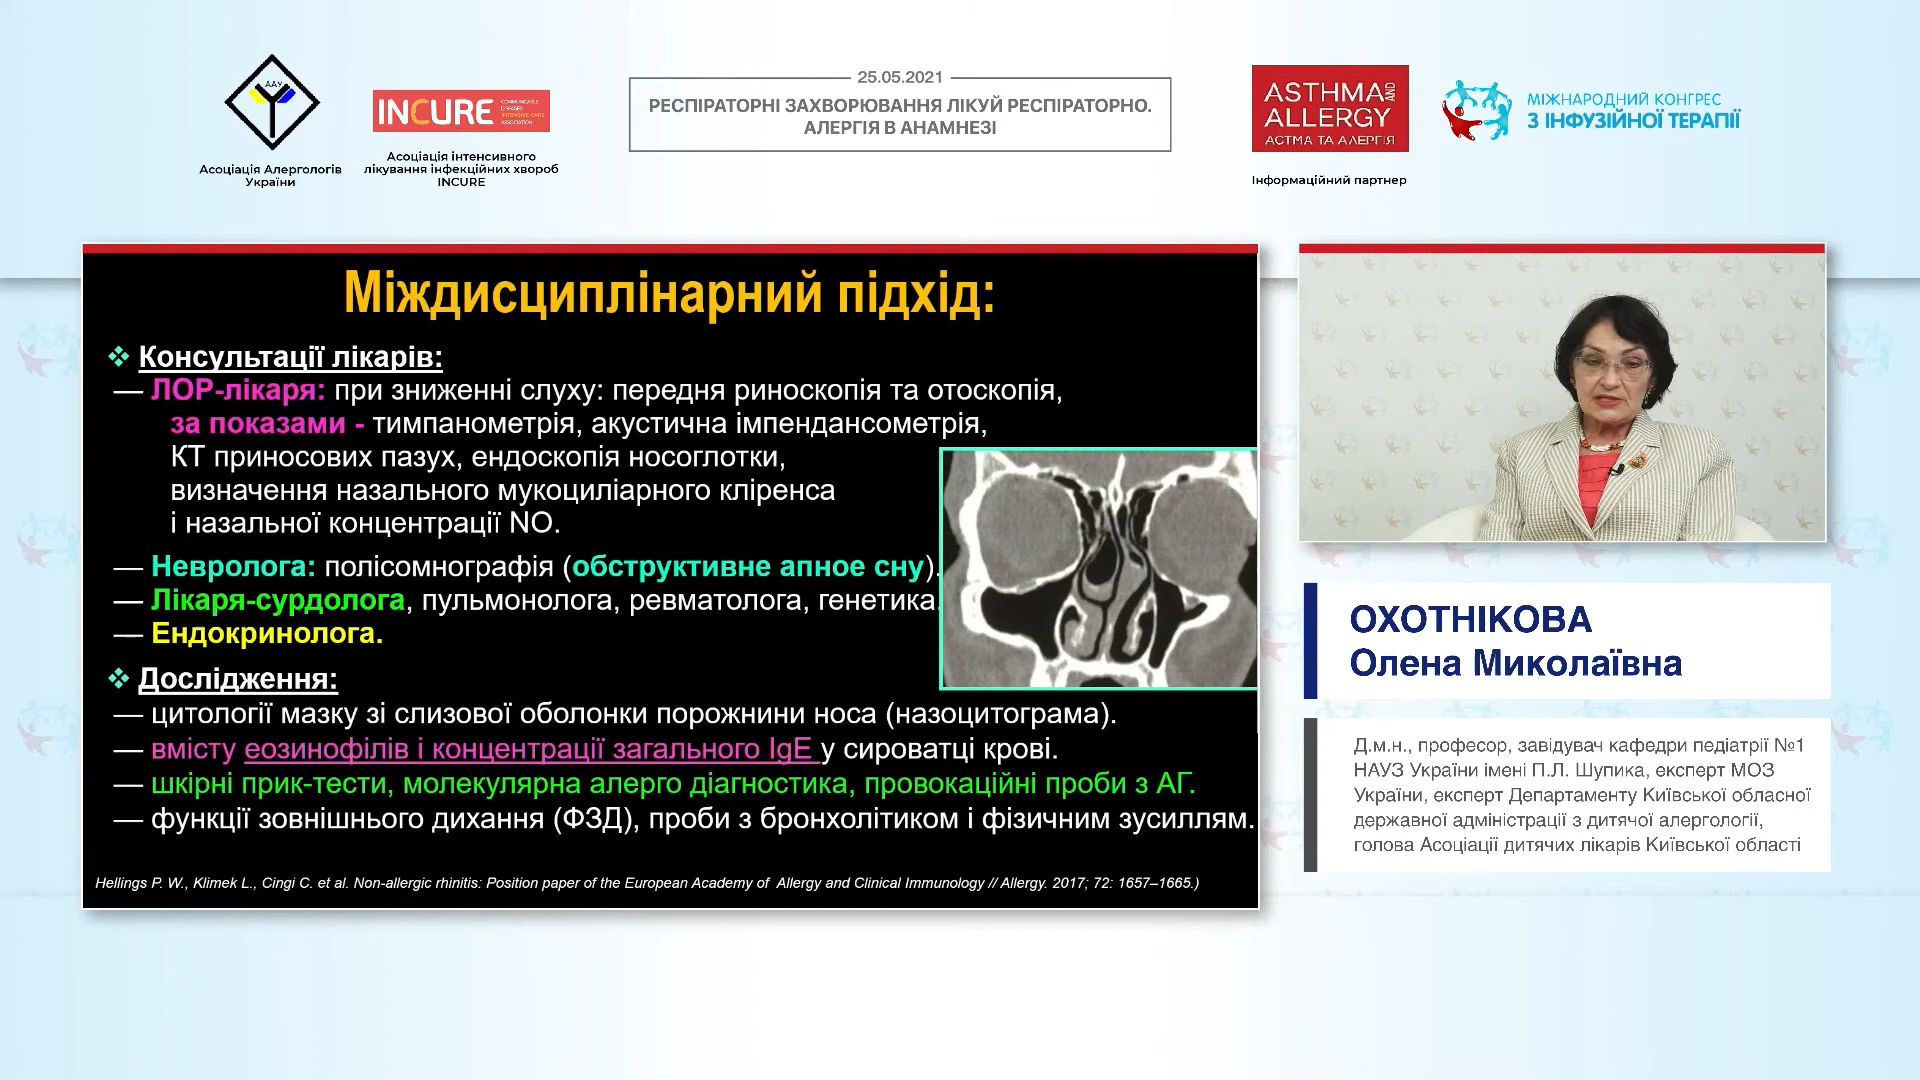 ААУ
Асоціація Алергологів
України
INCURE
COMMUNICABLE
DISEASES
INTENSIVE CARE
ASSOCIATION
Асоціація інтенсивного
лікування інфекційних хвороб
INCURE
25.05.2021
РЕСПІРАТОРНІ ЗАХВОРЮВАННЯ ЛІКУЙ РЕСПІРАТОРНО.
АЛЕРГІЯ В АНАМНЕЗІ
ASTHMA AND
ALLERGY
АСТМА ТА АЛЕРГІЯ
Інформаційний партнер
МІЖНАРОДНИЙ КОНГРЕС
З ІНФУЗІЙНОЇ ТЕРАПІЇ
Міждисциплінарний підхід:
❖ Консультації лікарів:
— ЛОР-лікаря: при зниженні слуху: передня риноскопія та отоскопія,
за показами - тимпанометрія, акустична імпендансометрія,
КТ приносових пазух, ендоскопія носоглотки,
визначення назального мукоциліарного кліренса
і назальної концентрації NO.
— Невролога: полісомнографія (обструктивне апное сну).
— Лікаря-сурдолога, пульмонолога, ревматолога, генетика.
— Ендокринолога.
❖ Дослідження:
— цитології мазку зі слизової оболонки порожнини носа (назоцитограма).
— вмісту еозинофілів і концентрації загального IgE у сироватці крові.
— шкірні прик-тести, молекулярна алерго діагностика, провокаційні проби з АГ.
— функції зовнішнього дихання (ФЗД), проби з бронхолітиком і фізичним зусиллям.
Hellings P. W., Klimek L., Cingi C. et al. Non-allergic rhinitis: Position paper of the European Academy of Allergy and Clinical Immunology // Allergy. 2017; 72: 1657–1665.)
ОХОТНІКОВА
Олена Миколаївна
Д.м.н., професор, завідувач кафедри педіатрії №1
НАУЗ України імені П.Л. Шупика, експерт МОЗ
України, експерт Департаменту Київської обласної
державної адміністрації з дитячої алергології,
голова Асоціації дитячих лікарів Київської області